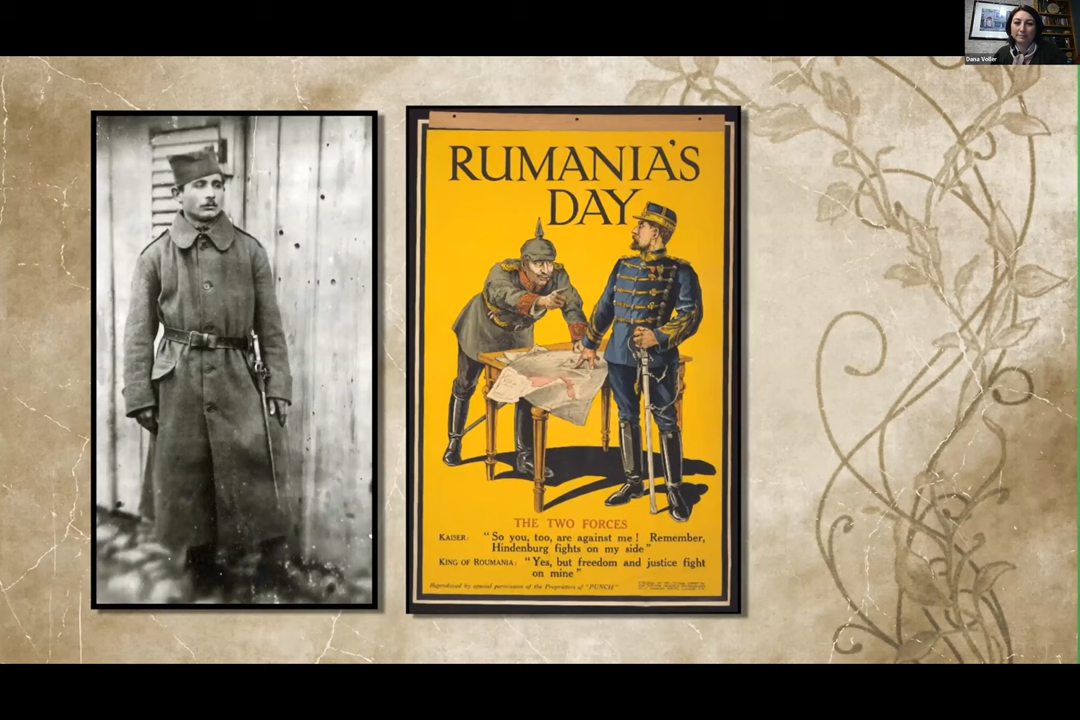 Dana Voller
RUMANIA'S
DAY
THE TWO FORCES
KAISER: "So you, too, are against me! Remember,
Hindenburg fights on my side"
KING OF ROUMANIA: "Yes, but freedom and justice fight
on mine"
Reproduced by special permission of the Proprietors of "PUNCH"